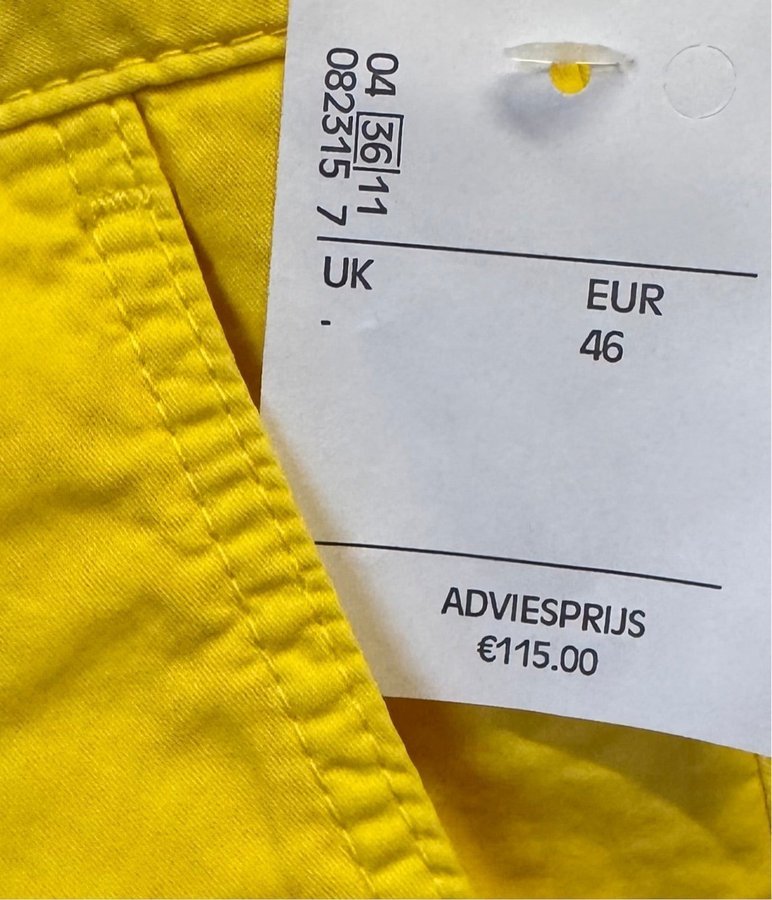 04 36 11
082315 7
UK
-
EUR
46
ADVIESPRIJS
€115.00